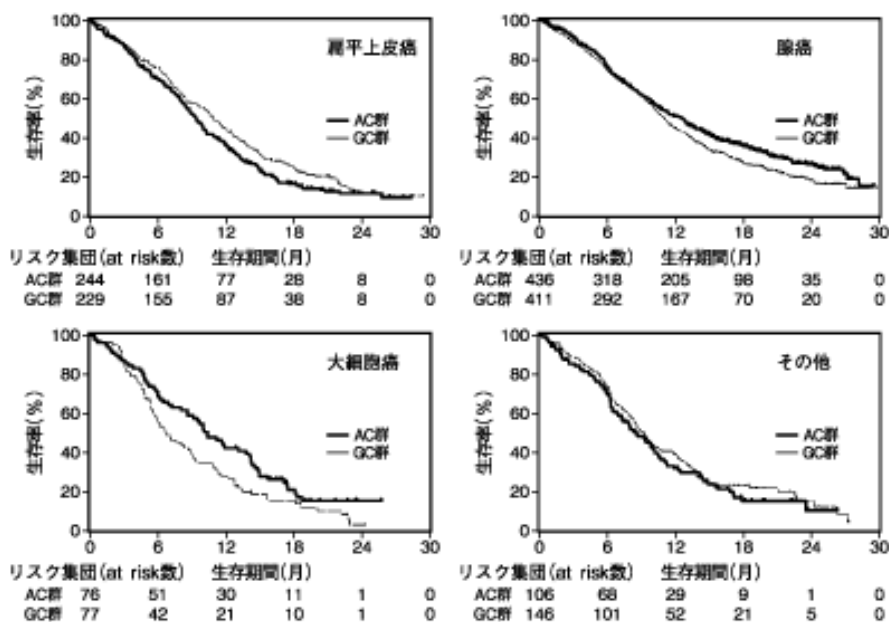 扁平上皮癌
生存率(%)
100
80
60
40
20
0
AC群
GC群
0 6 12 18 24 30
リスク集団(at risk数) 生存期間(月)
AC群 244 161 77 28 8 0
GC群 229 155 87 38 8 0
腺癌
生存率(%)
100
80
60
40
20
0
AC群
GC群
0 6 12 18 24 30
リスク集団(at risk数) 生存期間(月)
AC群 436 318 205 98 35 0
GC群 411 292 167 70 20 0
大細胞癌
生存率(%)
100
80
60
40
20
0
AC群
GC群
0 6 12 18 24 30
リスク集団(at risk数) 生存期間(月)
AC群 76 51 30 11 1 0
GC群 77 42 21 10 1 0
その他
生存率(%)
100
80
60
40
20
0
AC群
GC群
0 6 12 18 24 30
リスク集団(at risk数) 生存期間(月)
AC群 106 68 29 9 1 0
GC群 146 101 52 21 5 0